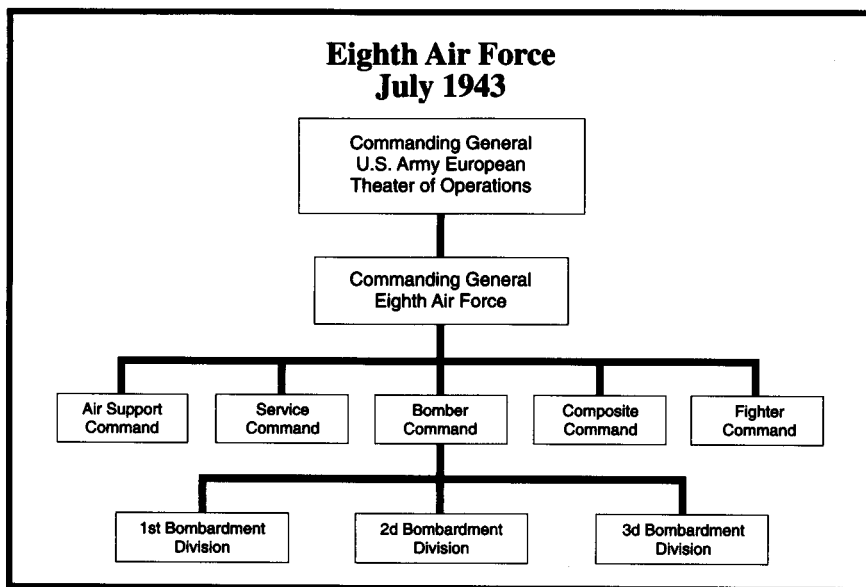 Eighth Air Force
July 1943
Commanding General
U.S. Army European
Theater of Operations
Commanding General
Eighth Air Force
Air Support
Command
Service
Command
Bomber
Command
Composite
Command
Fighter
Command
1st Bombardment
Division
2d Bombardment
Division
3d Bombardment
Division